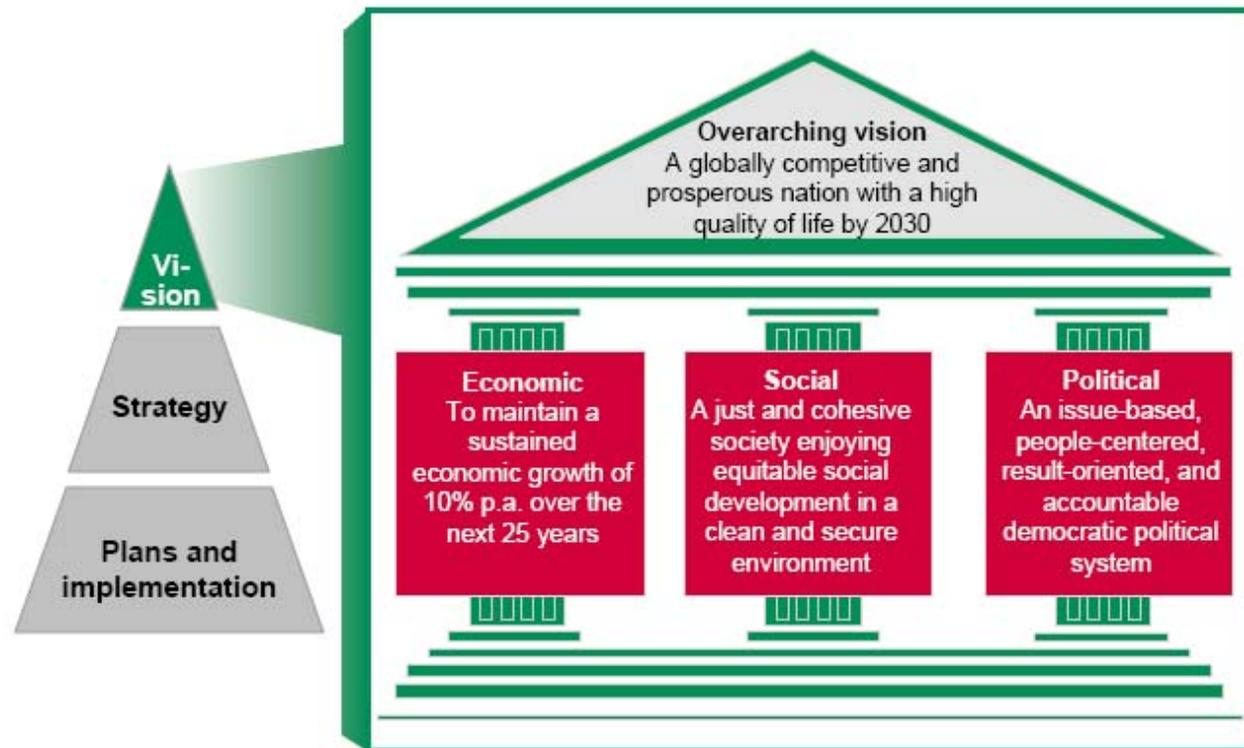 Vi-
sion
Strategy
Plans and
implementation
Overarching vision
A globally competitive and
prosperous nation with a high
quality of life by 2030
Economic
To maintain a
sustained
economic growth of
10% p.a. over the
next 25 years
Social
A just and cohesive
society enjoying
equitable social
development in a
clean and secure
environment
Political
An issue-based,
people-centered,
result-oriented, and
accountable
democratic political
system